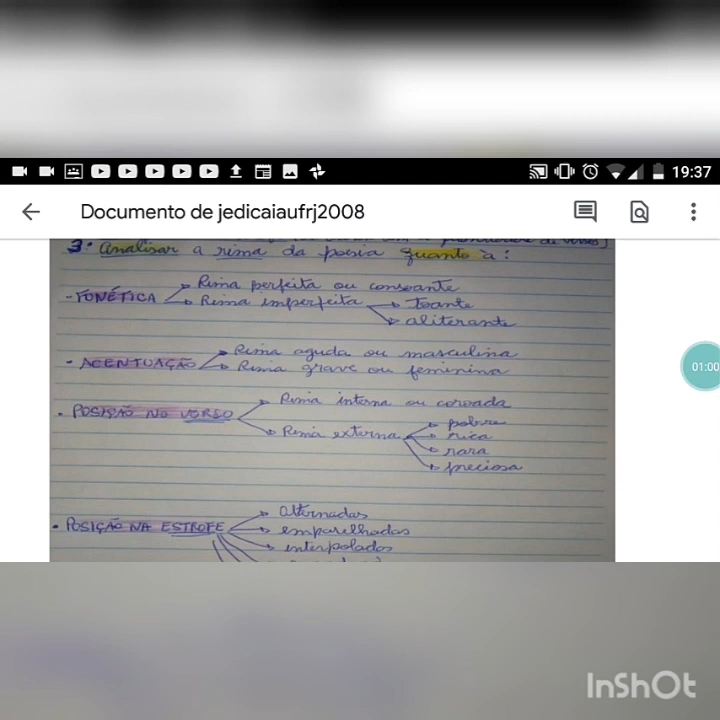 19:37
Documento de jedicaiaufrj2008
3. Analisar a rima da poesia quanto à:
- FONÉTICA
Rima perfeita ou consoante
Rima imperfeita
toante
aliterante
01:00
- ACENTUAÇÃO
Rima aguda ou masculina
Rima grave ou feminina
- POSIÇÃO NO VERSO
Rima interna ou coroada
Rima externa
pobre
rica
rara
preciosa
- POSIÇÃO NA ESTROFE
alternadas
emparelhadas
interpoladas
InShOt